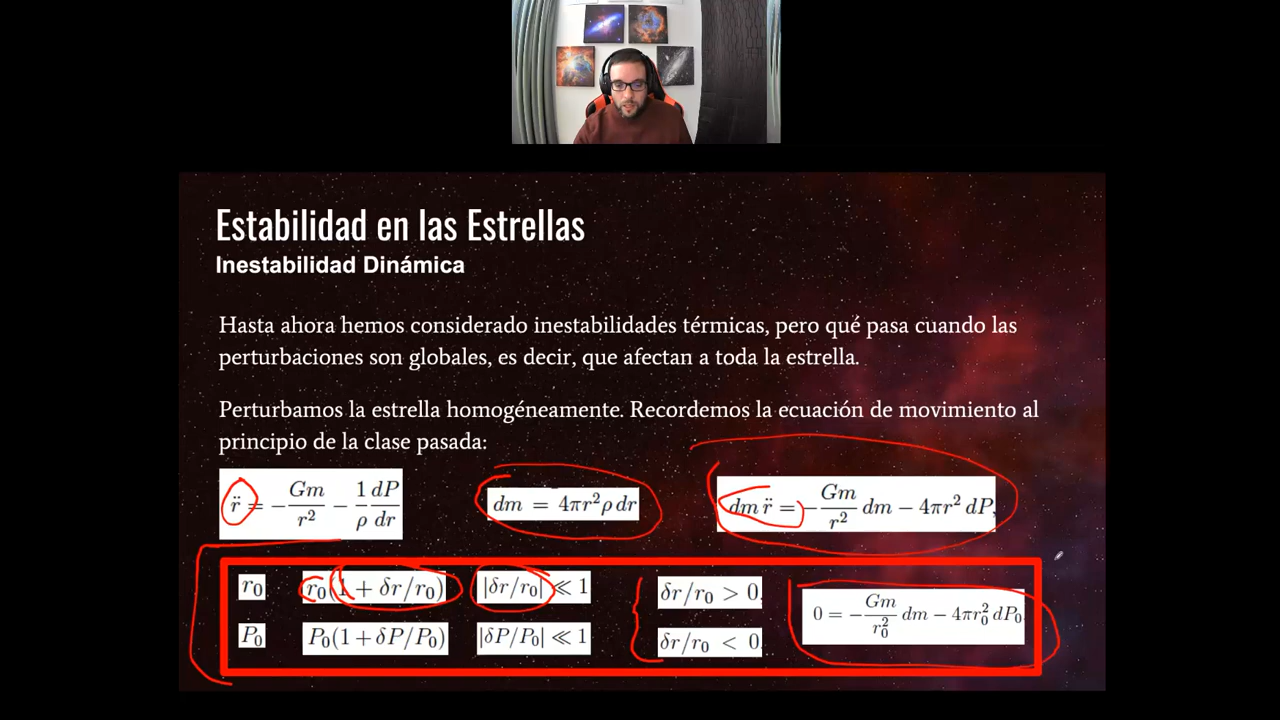 Estabilidad en las Estrellas
Inestabilidad Dinámica
Hasta ahora hemos considerado inestabilidades térmicas, pero qué pasa cuando las
perturbaciones son globales, es decir, que afectan a toda la estrella.
Perturbamos la estrella homogéneamente. Recordemos la ecuación de movimiento al
principio de la clase pasada:
r̈ = -Gm/r² - 1/ρ dP/dr
dm = 4πr²ρ dr
dm r̈ = -Gm/r² dm - 4πr² dP,
r₀ r₀(1 + δr/r₀) |δr/r₀| ≪ 1 δr/r₀ > 0.
P₀ P₀(1 + δP/P₀) |δP/P₀| ≪ 1 δr/r₀ < 0.
0 = -Gm/r₀² dm - 4πr₀² dP₀.